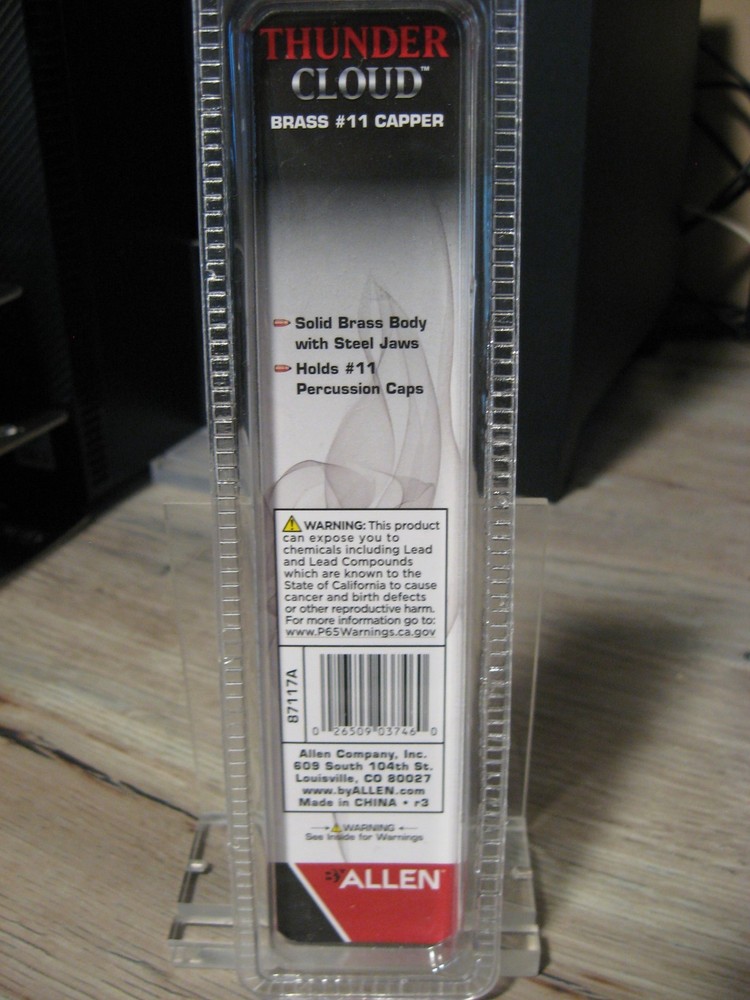 THUNDER
CLOUD™
BRASS #11 CAPPER
Solid Brass Body
with Steel Jaws
Holds #11
Percussion Caps
WARNING: This product
can expose you to
chemicals including Lead
and Lead Compounds
which are known to the
State of California to cause
cancer and birth defects
or other reproductive harm.
For more information go to:
www.P65Warnings.ca.gov
87117A
0 26509 03746 0
Allen Company, Inc.
609 South 104th St.
Louisville, CO 80027
www.byALLEN.com
Made in CHINA • r3
WARNING
See Inside for Warnings
BY ALLEN™